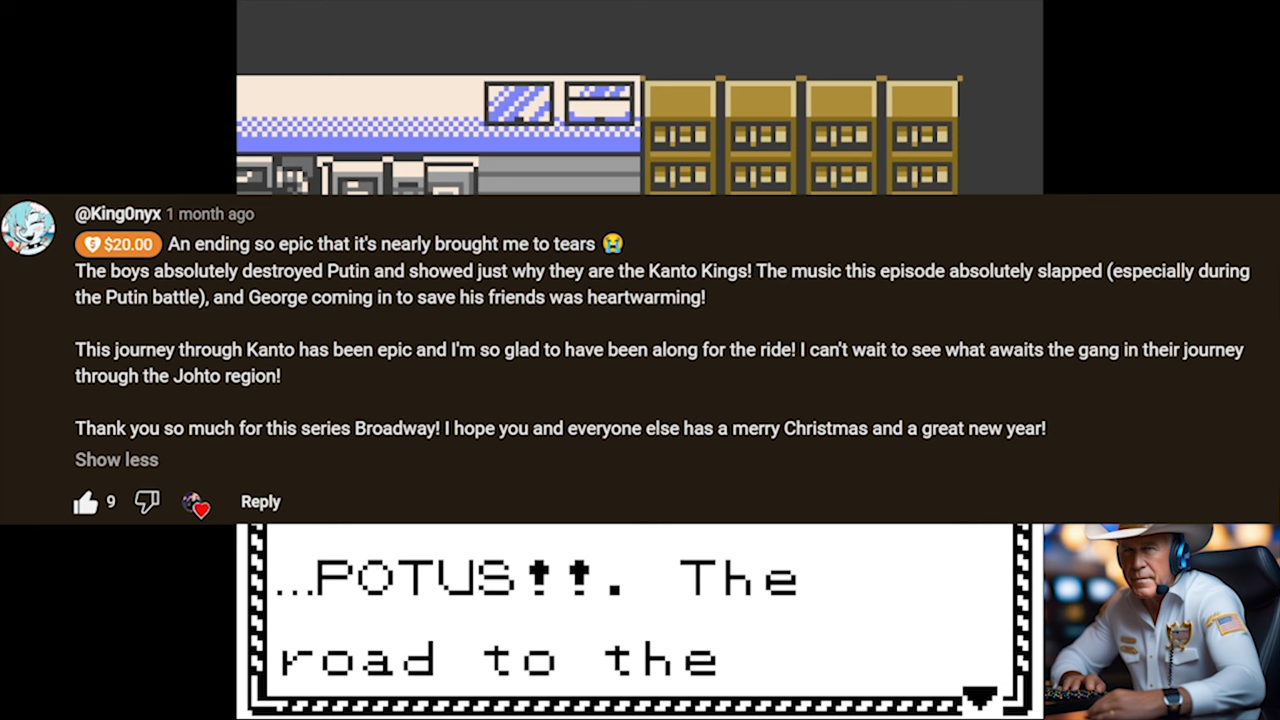 @King0nyx 1 month ago
$20.00 An ending so epic that it's nearly brought me to tears 😭
The boys absolutely destroyed Putin and showed just why they are the Kanto Kings! The music this episode absolutely slapped (especially during
the Putin battle), and George coming in to save his friends was heartwarming!
This journey through Kanto has been epic and I'm so glad to have been along for the ride! I can't wait to see what awaits the gang in their journey
through the Johto region!
Thank you so much for this series Broadway! I hope you and everyone else has a merry Christmas and a great new year!
Show less
9 Reply
...POTUS!!. The
road to the